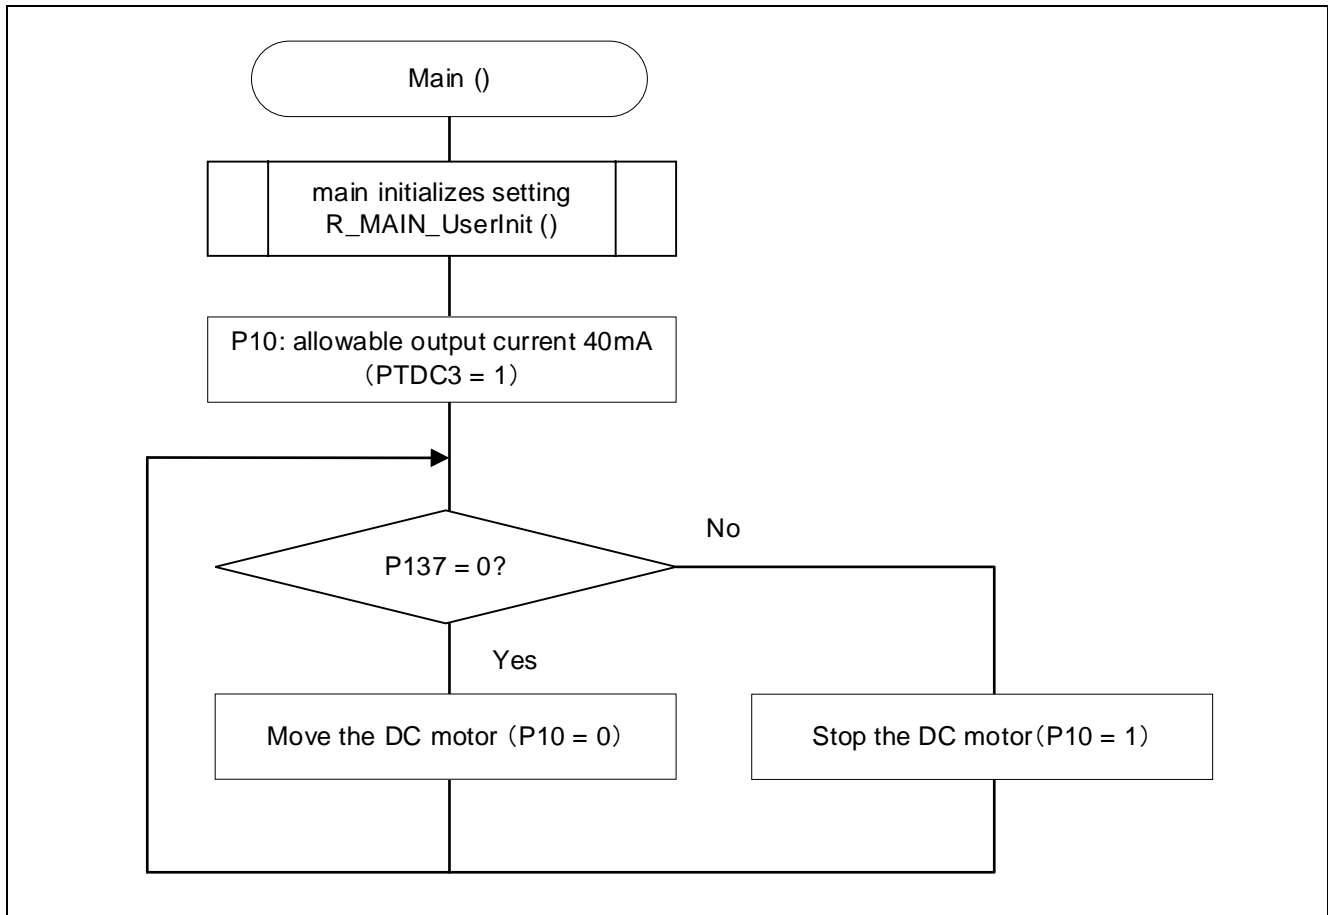 Main ()
main initializes setting
R_MAIN_UserInit ()
P10: allowable output current 40mA
（PTDC3 = 1）
No
P137 = 0?
Yes
Move the DC motor（P10 = 0）
Stop the DC motor（P10 = 1）